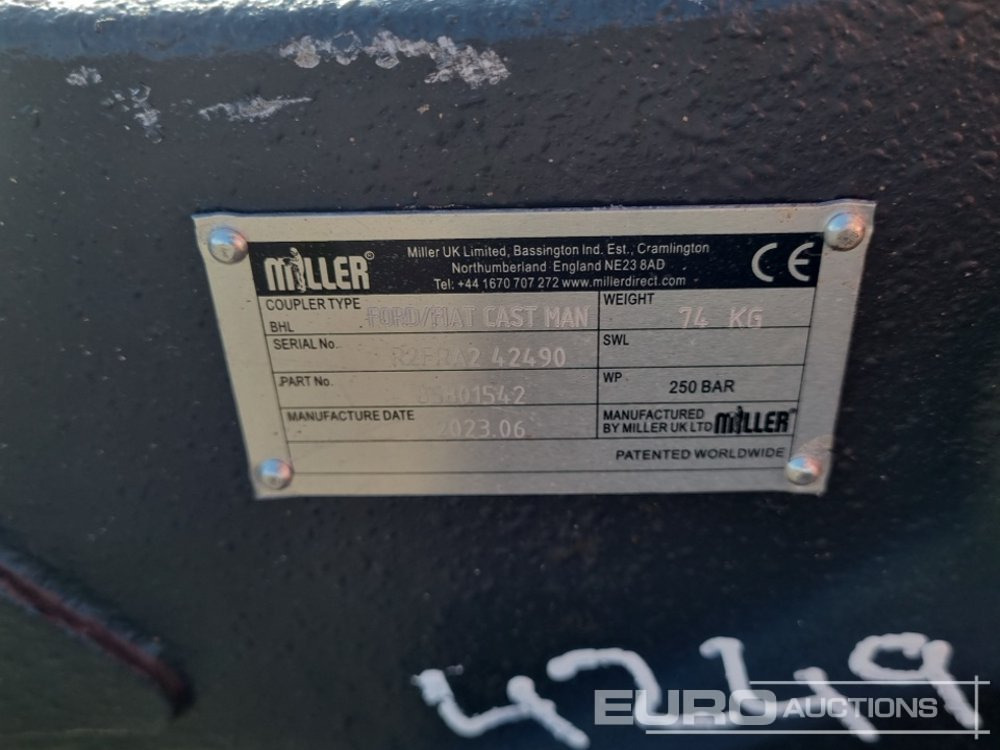 MILLER©
Miller UK Limited, Bassington Ind. Est., Cramlington
Northumberland England NE23 8AD
Tel: +44 1670 707 272 www.millerdirect.com
CE
COUPLER TYPE
BHL FORD/FIAT CAST MAN
WEIGHT 74 KG
SERIAL No. 42490
SWL
PART No.
WP 250 BAR
MANUFACTURE DATE 2023.06
MANUFACTURED
BY MILLER UK LTD MILLER®
PATENTED WORLDWIDE
EURO AUCTIONS